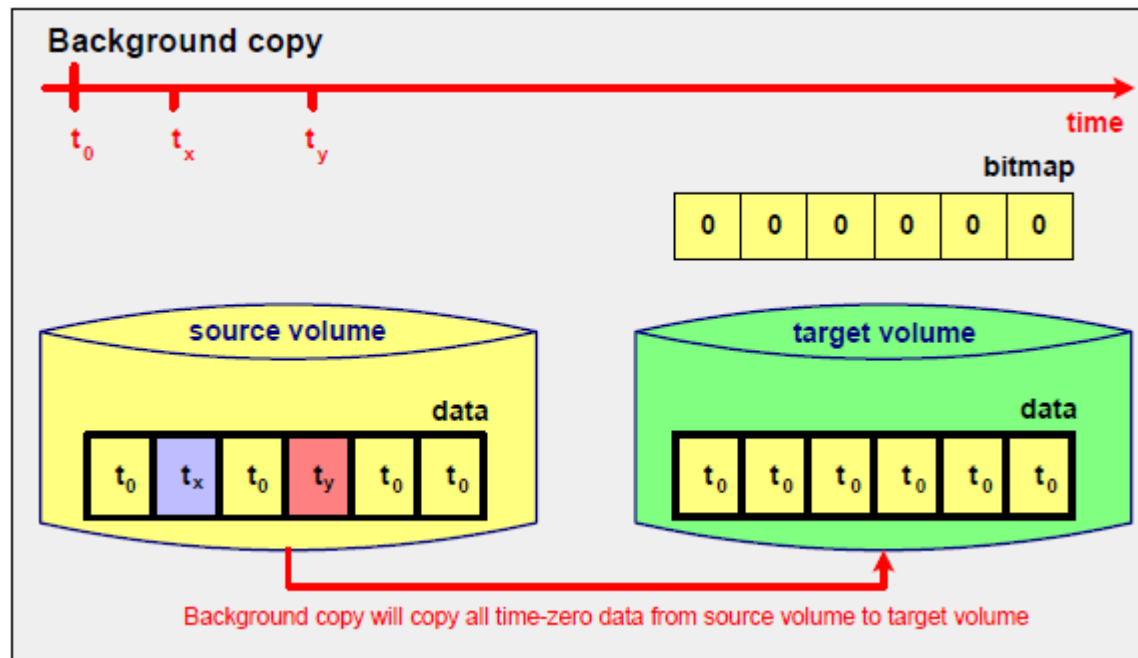 Background copy
time
t0 tx ty
bitmap
0 0 0 0 0 0
source volume target volume
data data
t0 tx t0 ty t0 t0 t0 t0 t0 t0 t0 t0
Background copy will copy all time-zero data from source volume to target volume